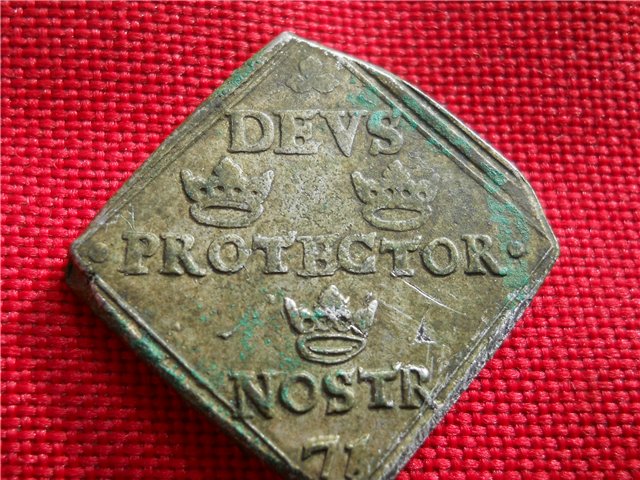 DEVS
·PROTECTOR·
NOSTR
71